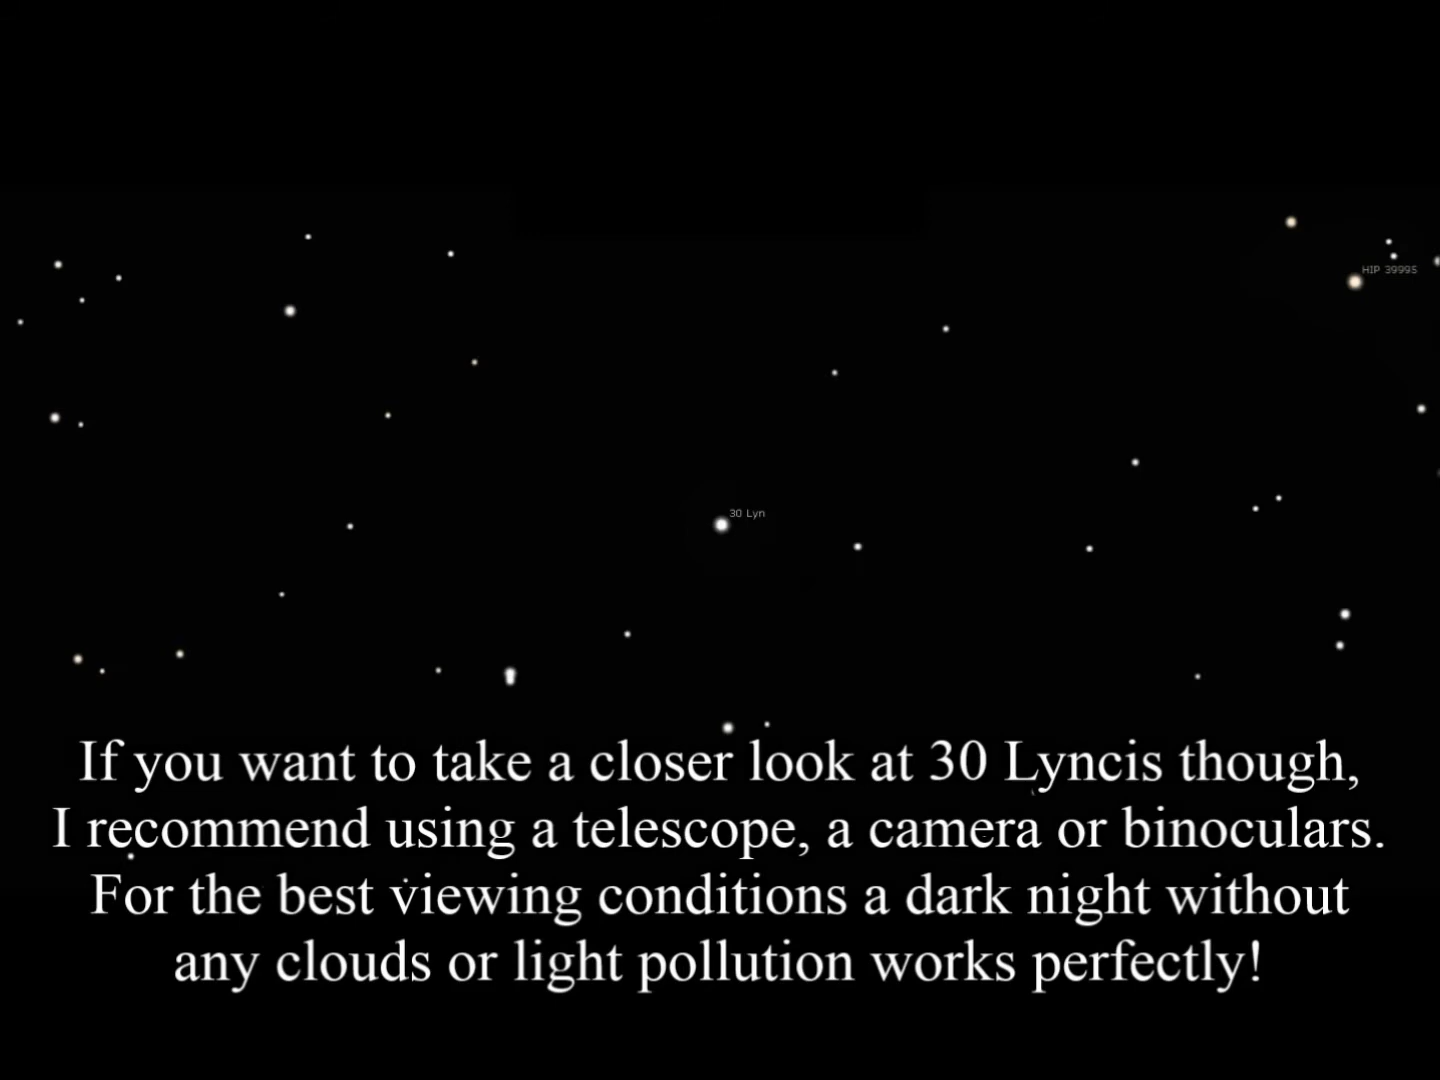 HIP 39995
30 Lyn
If you want to take a closer look at 30 Lyncis though,
I recommend using a telescope, a camera or binoculars.
For the best viewing conditions a dark night without
any clouds or light pollution works perfectly!